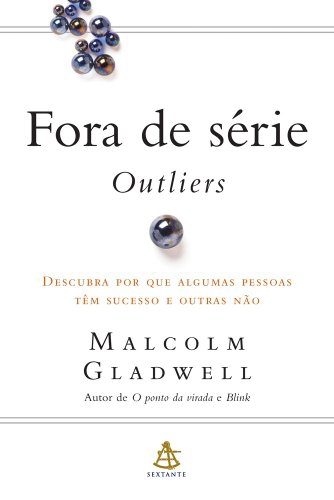 Fora de série
Outliers
DESCUBRA POR QUE ALGUMAS PESSOAS
TÊM SUCESSO E OUTRAS NÃO
MALCOLM
GLADWELL
Autor de O ponto da virada e Blink
SEXTANTE